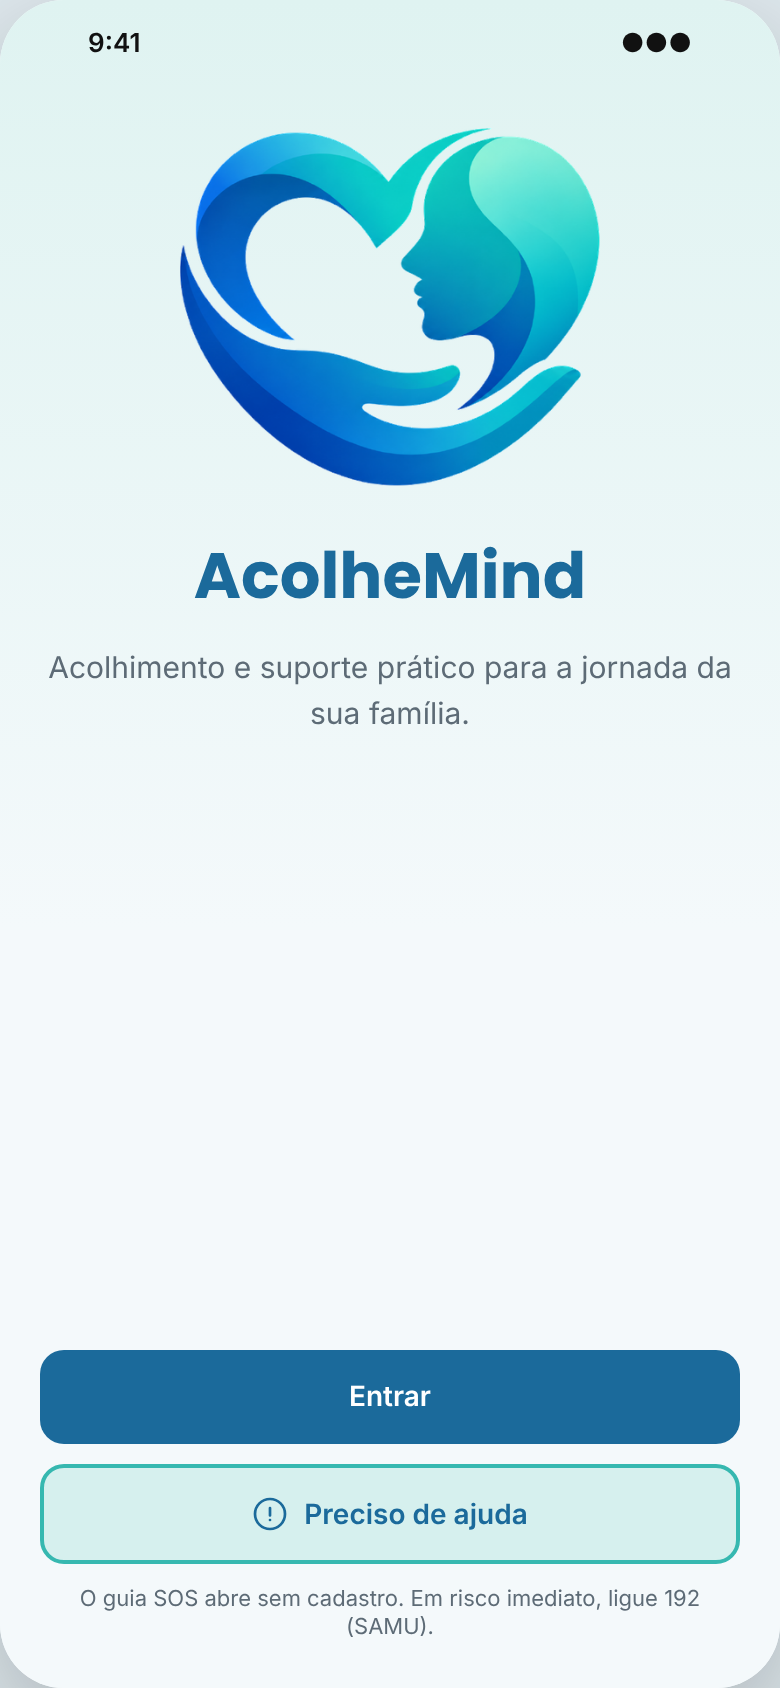 9:41
AcolheMind
Acolhimento e suporte prático para a jornada da
sua família.
Entrar
Preciso de ajuda
O guia SOS abre sem cadastro. Em risco imediato, ligue 192
(SAMU).